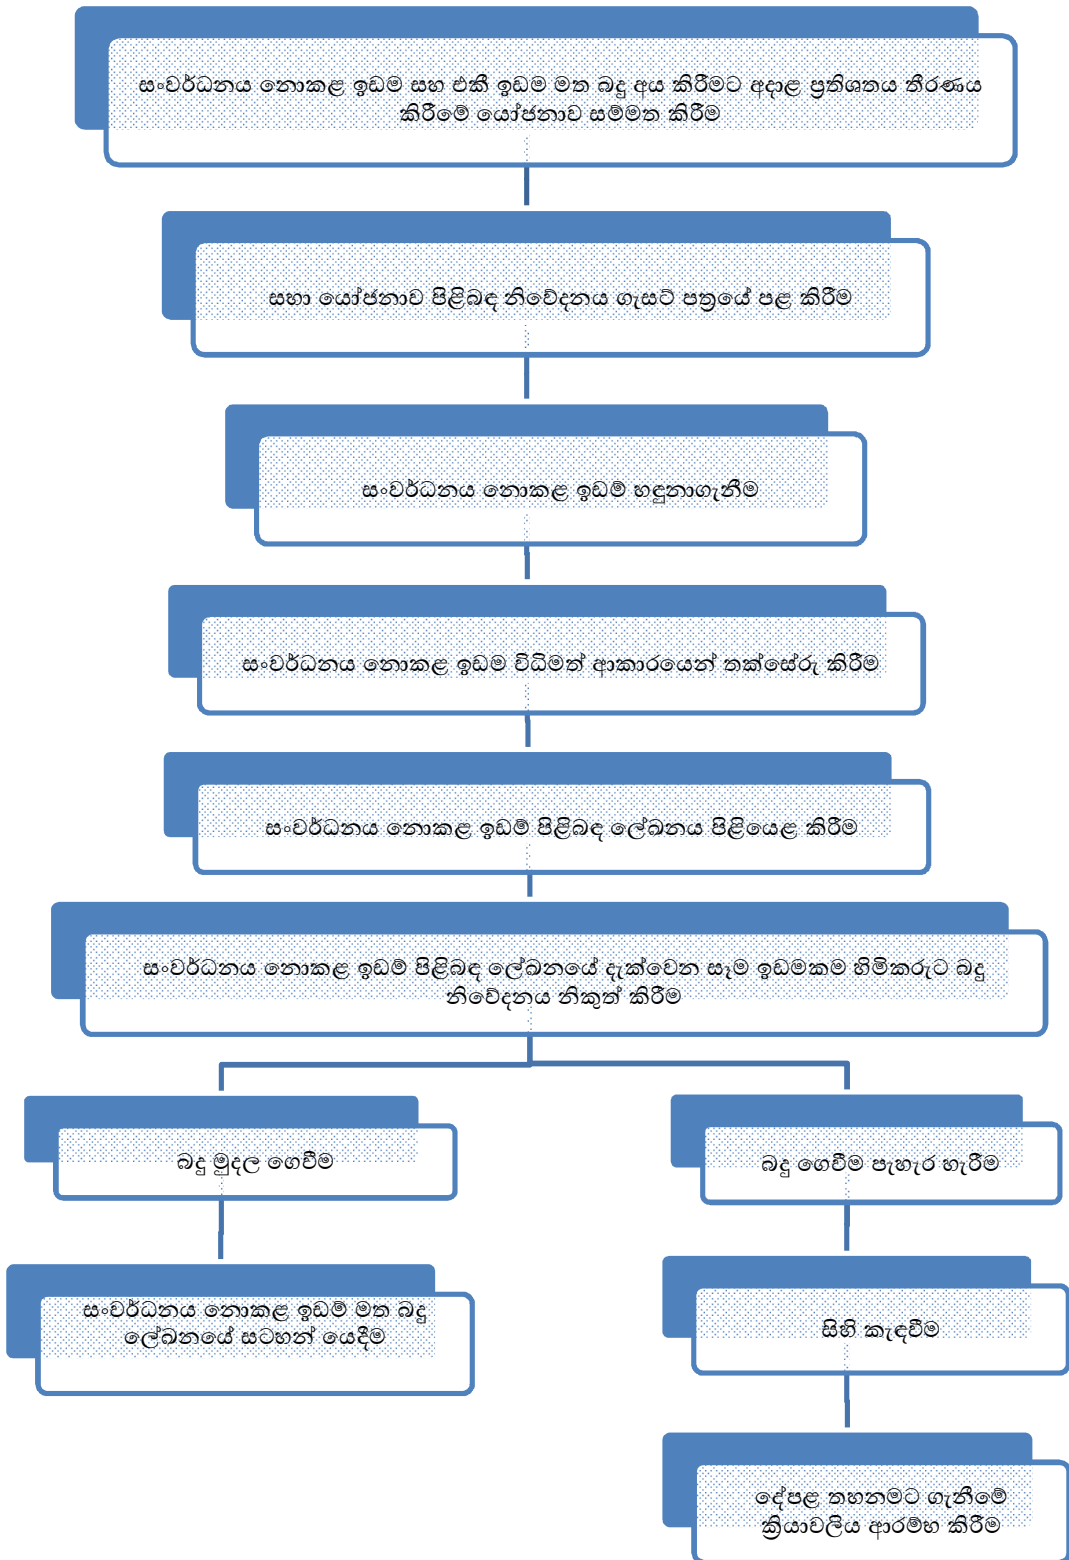 සංවර්ධනය නොකළ ඉඩම සහ එකී ඉඩම මත බදු අය කිරීමට අදාළ ප්‍රතිශතය තීරණය
කිරීමේ යෝජනාව සම්මත කිරීම
සභා යෝජනාව පිළිබඳ නිවේදනය ගැසට් පත්‍රයේ පළ කිරීම
සංවර්ධනය නොකළ ඉඩම් හඳුනාගැනීම
සංවර්ධනය නොකළ ඉඩම විධිමත් ආකාරයෙන් තක්සේරු කිරීම
සංවර්ධනය නොකළ ඉඩම් පිළිබඳ ලේඛනය පිළියෙළ කිරීම
සංවර්ධනය නොකළ ඉඩම් පිළිබඳ ලේඛනයේ දැක්වෙන සෑම ඉඩමකම හිමිකරුට බදු
නිවේදනය නිකුත් කිරීම
බදු මුදල ගෙවීම
බදු ගෙවීම පැහැර හැරීම
සංවර්ධනය නොකළ ඉඩම් මත බදු
ලේඛනයේ සටහන් යෙදීම
සිහි කැඳවීම
දේපළ තහනමට ගැනීමේ
ක්‍රියාවලිය ආරම්භ කිරීම